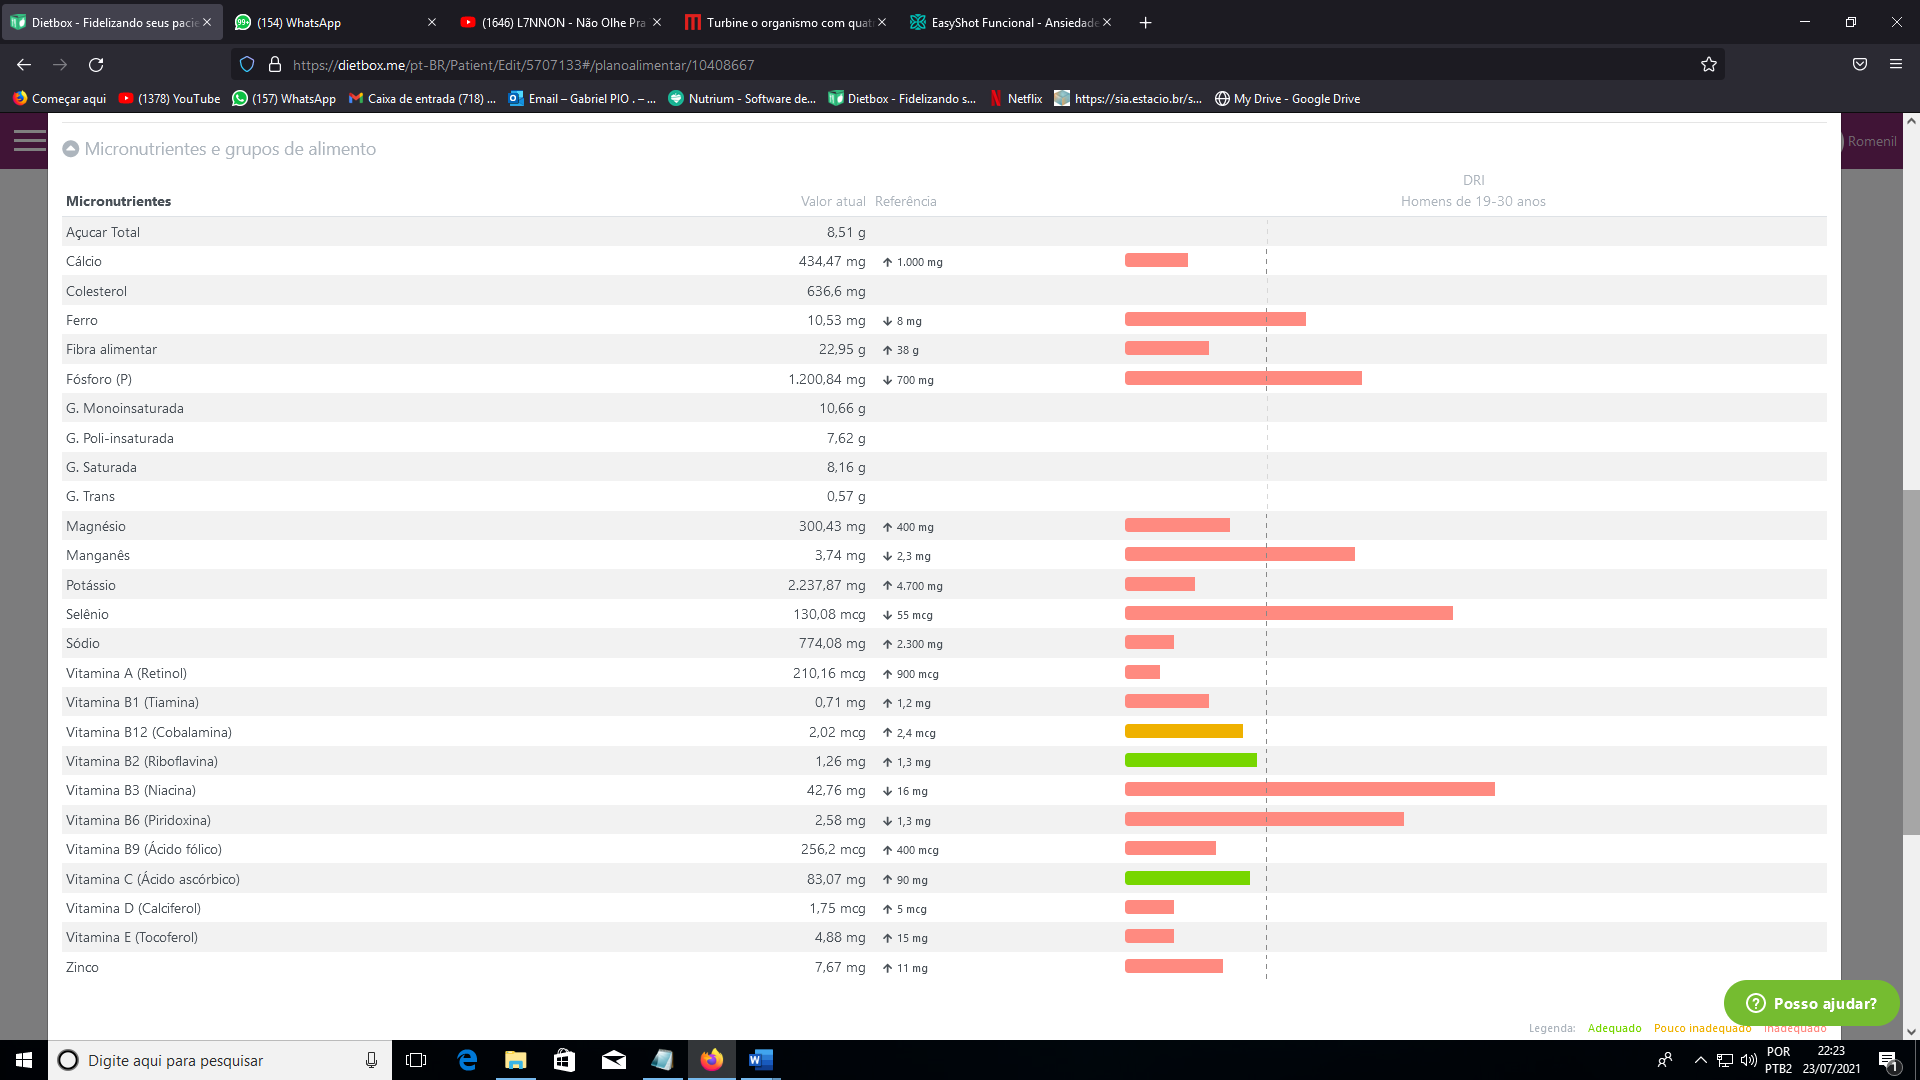 Dietbox - Fidelizando seus pacie
(154) WhatsApp
(1646) L7NNON - Não Olhe Pra
Turbine o organismo com quat
EasyShot Funcional - Ansiedade
https://dietbox.me/pt-BR/Patient/Edit/5707133#/planoalimentar/10408667
Começar aqui (1378) YouTube (157) WhatsApp Caixa de entrada (718) ... Email – Gabriel PIO . – ... Nutrium - Software de... Dietbox - Fidelizando s... Netflix https://sia.estacio.br/s... My Drive - Google Drive
Romenil
Micronutrientes e grupos de alimento
DRI
Micronutrientes Valor atual Referência Homens de 19-30 anos
Açucar Total 8,51 g
Cálcio 434,47 mg ↑ 1.000 mg
Colesterol 636,6 mg
Ferro 10,53 mg ↓ 8 mg
Fibra alimentar 22,95 g ↑ 38 g
Fósforo (P) 1.200,84 mg ↓ 700 mg
G. Monoinsaturada 10,66 g
G. Poli-insaturada 7,62 g
G. Saturada 8,16 g
G. Trans 0,57 g
Magnésio 300,43 mg ↑ 400 mg
Manganês 3,74 mg ↓ 2,3 mg
Potássio 2.237,87 mg ↑ 4.700 mg
Selênio 130,08 mcg ↓ 55 mcg
Sódio 774,08 mg ↑ 2.300 mg
Vitamina A (Retinol) 210,16 mcg ↑ 900 mcg
Vitamina B1 (Tiamina) 0,71 mg ↑ 1,2 mg
Vitamina B12 (Cobalamina) 2,02 mcg ↑ 2,4 mcg
Vitamina B2 (Riboflavina) 1,26 mg ↑ 1,3 mg
Vitamina B3 (Niacina) 42,76 mg ↓ 16 mg
Vitamina B6 (Piridoxina) 2,58 mg ↓ 1,3 mg
Vitamina B9 (Ácido fólico) 256,2 mcg ↑ 400 mcg
Vitamina C (Ácido ascórbico) 83,07 mg ↑ 90 mg
Vitamina D (Calciferol) 1,75 mcg ↑ 5 mcg
Vitamina E (Tocoferol) 4,88 mg ↑ 15 mg
Zinco 7,67 mg ↑ 11 mg
Posso ajudar?
Legenda: Adequado Pouco inadequado Inadequado
Digite aqui para pesquisar
POR
PTB2
22:23
23/07/2021
1